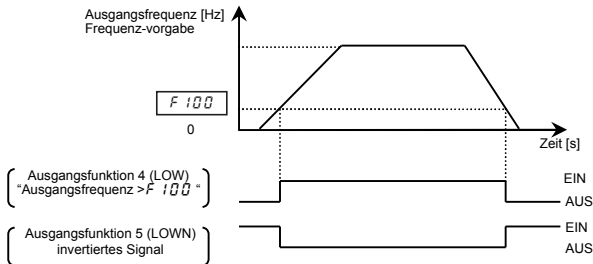 Ausgangsfrequenz [Hz]
Frequenz-vorgabe
F 100
0
Zeit [s]
Ausgangsfunktion 4 (LOW)
"Ausgangsfrequenz >F 100 “
EIN
AUS
Ausgangsfunktion 5 (LOWN)
invertiertes Signal
EIN
AUS